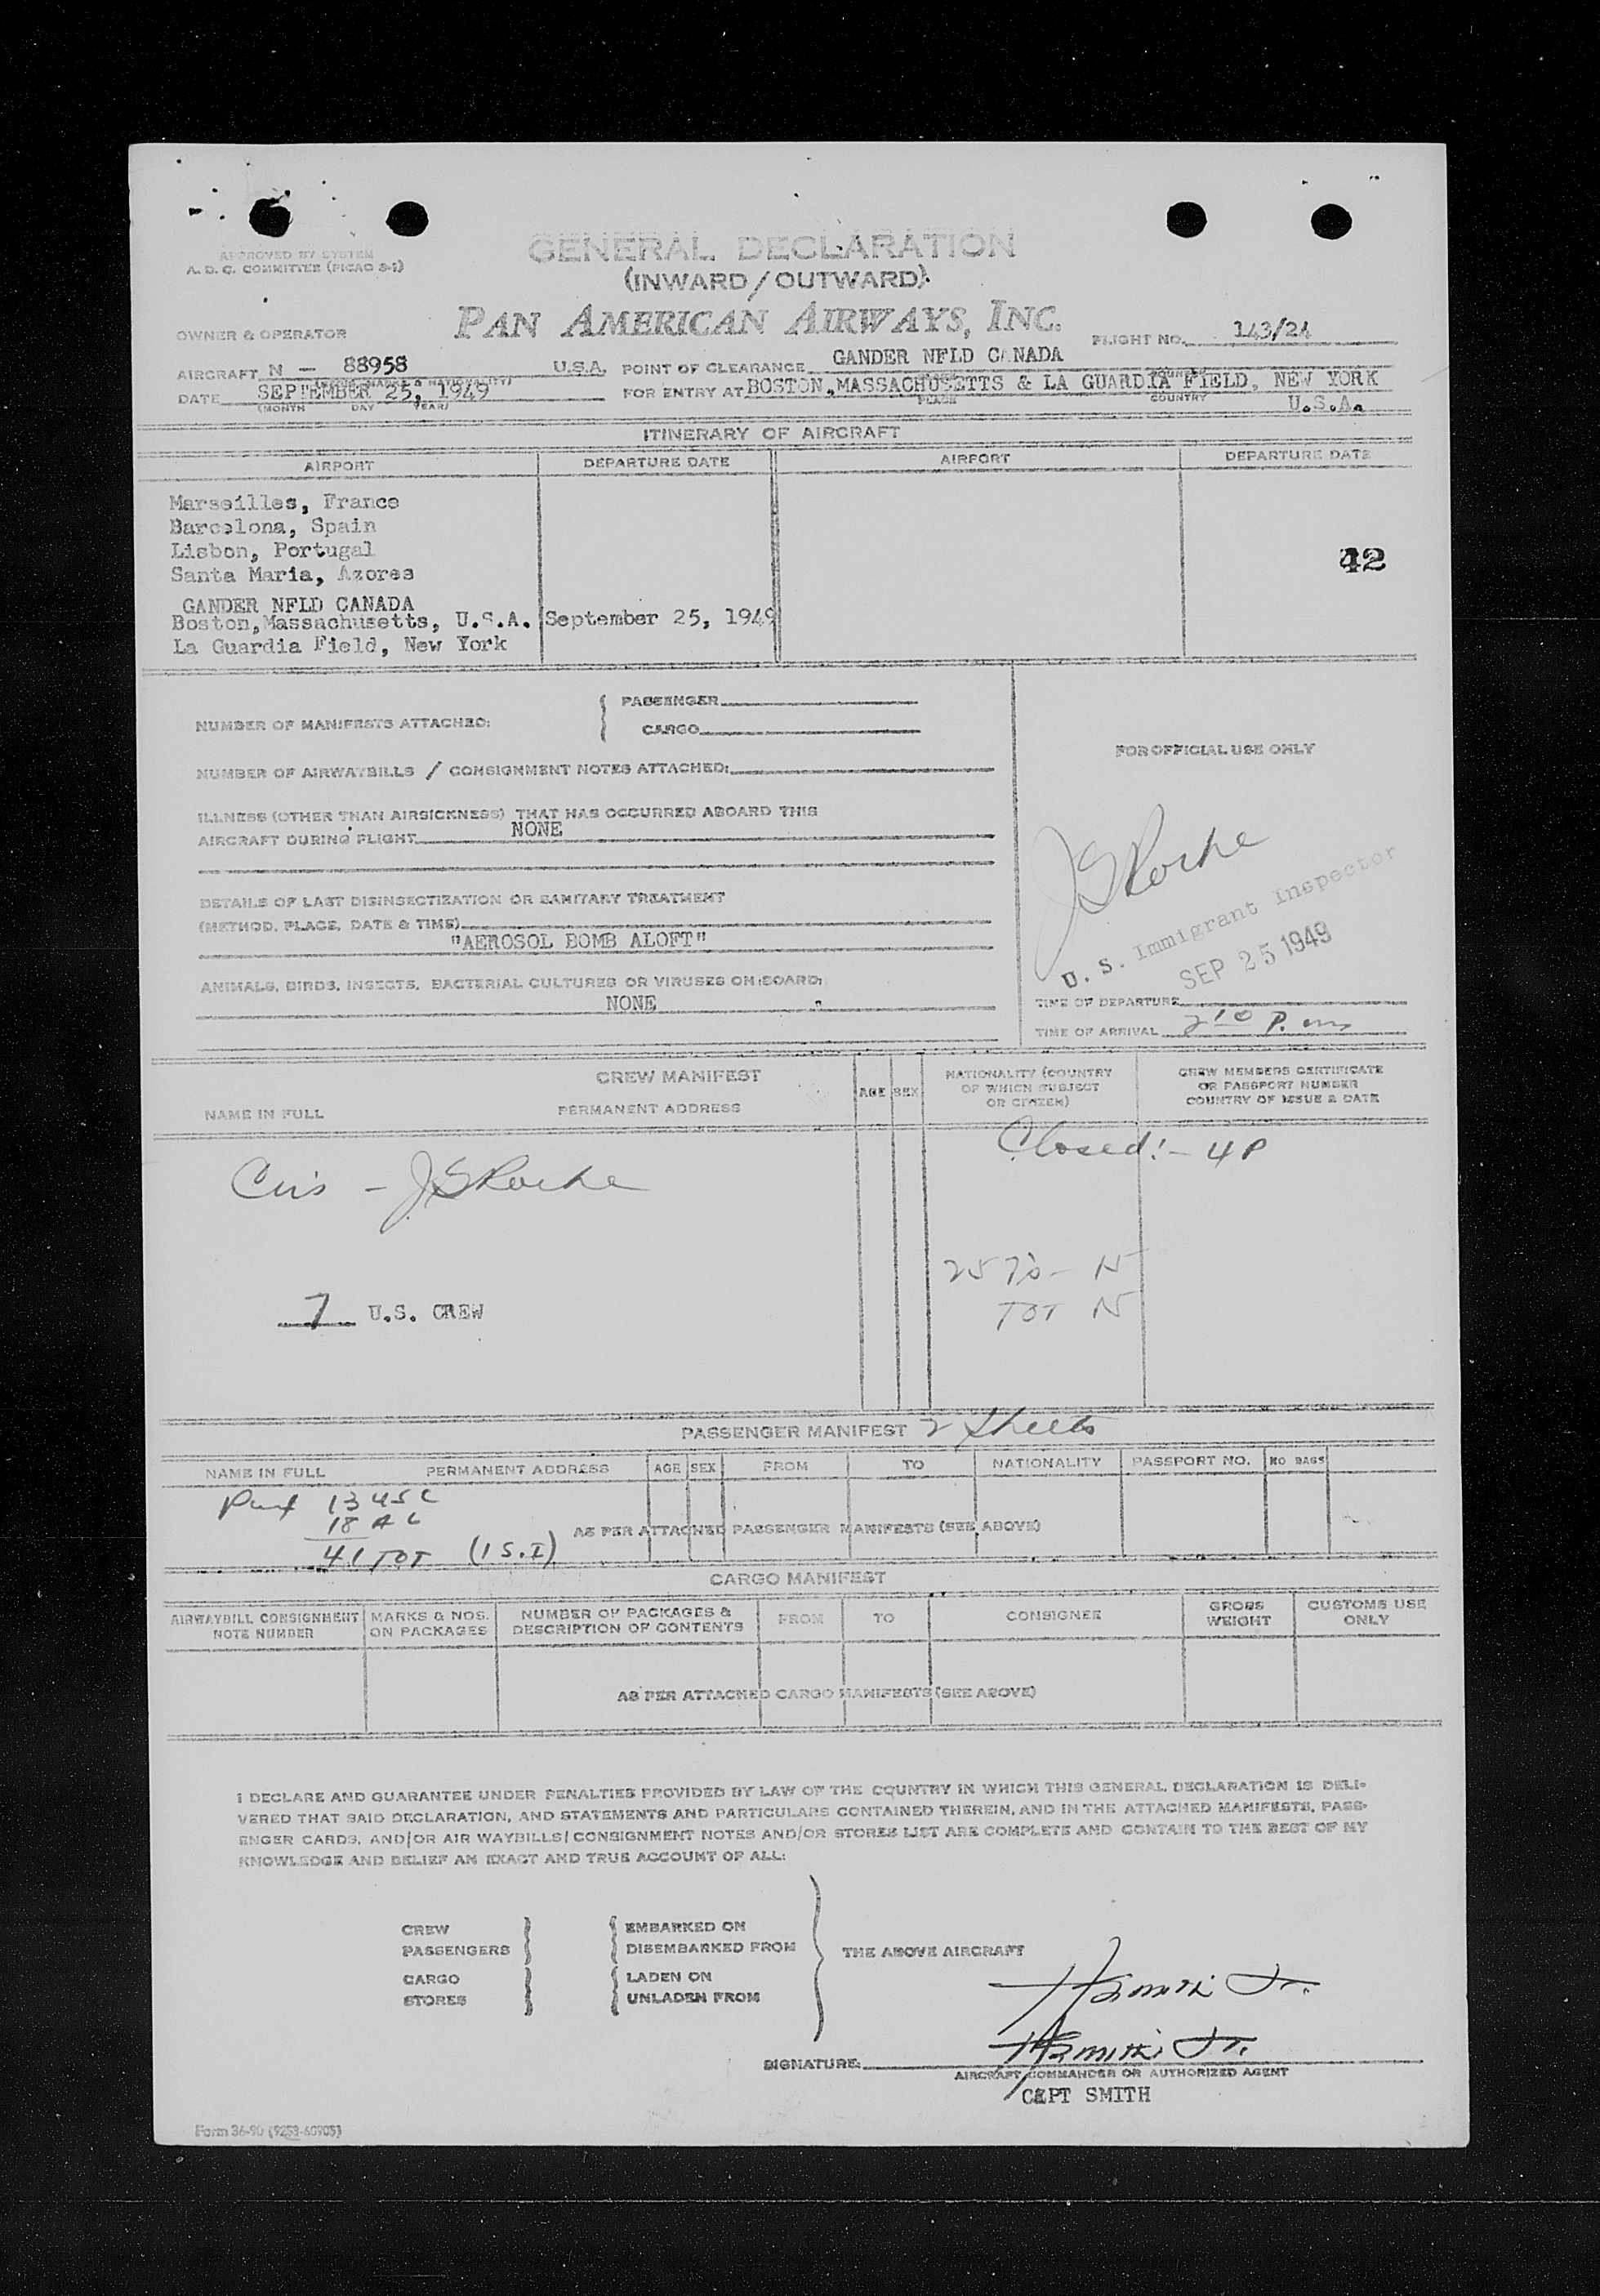 APPROVED BY SYSTEM
A. D. C. COMMITTEE (PICAO S-1)
GENERAL DECLARATION
(INWARD/OUTWARD)
OWNER & OPERATOR
PAN AMERICAN AIRWAYS, INC.
FLIGHT NO. 143/24
AIRCRAFT N - 88958 U.S.A.
POINT OF CLEARANCE GANDER NFLD CANADA
DATE SEPTEMBER 25, 1949
(MONTH DAY YEAR)
FOR ENTRY AT BOSTON, MASSACHUSETTS & LA GUARDIA FIELD, NEW YORK
PLACE COUNTRY
U.S.A.
ITINERARY OF AIRCRAFT
AIRPORT DEPARTURE DATE AIRPORT DEPARTURE DATE
Marseilles, France
Barcelona, Spain
Lisbon, Portugal
42
Santa Maria, Azores
GANDER NFLD CANADA
Boston, Massachusetts, U.S.A. September 25, 1949
La Guardia Field, New York
NUMBER OF MANIFESTS ATTACHED:
PASSENGER
CARGO
NUMBER OF AIRWAYBILLS / CONSIGNMENT NOTES ATTACHED:
ILLNESS (OTHER THAN AIRSICKNESS) THAT HAS OCCURRED ABOARD THIS
AIRCRAFT DURING FLIGHT NONE
DETAILS OF LAST DISINSECTIZATION OR SANITARY TREATMENT
(METHOD, PLACE, DATE & TIME)
"AEROSOL BOMB ALOFT"
ANIMALS, BIRDS, INSECTS, BACTERIAL CULTURES OR VIRUSES ON BOARD:
NONE
FOR OFFICIAL USE ONLY
J S Roche
U. S. Immigrant Inspector
SEP 25 1949
TIME OF DEPARTURE
TIME OF ARRIVAL 2 10 P. m
CREW MANIFEST
NAME IN FULL PERMANENT ADDRESS
AGE SEX
NATIONALITY (COUNTRY
OF WHICH SUBJECT
OR CITIZEN)
CREW MEMBERS CERTIFICATE
OR PASSPORT NUMBER
COUNTRY OF ISSUE & DATE
Closed: - 4 P
- J S Roche
TOT
7 U.S. CREW
PASSENGER MANIFEST 2 Sheets
NAME IN FULL PERMANENT ADDRESS AGE SEX FROM TO NATIONALITY PASSPORT NO. NO BAGS
18 A C
AS PER ATTACHED PASSENGER MANIFESTS (SEE ABOVE)
41 TOT (1 S.I)
CARGO MANIFEST
AIRWAYBILL CONSIGNMENT
NOTE NUMBER
MARKS & NOS.
ON PACKAGES
NUMBER OF PACKAGES &
DESCRIPTION OF CONTENTS
FROM TO CONSIGNEE
GROSS
WEIGHT
CUSTOMS USE
ONLY
AS PER ATTACHED CARGO MANIFESTS (SEE ABOVE)
I DECLARE AND GUARANTEE UNDER PENALTIES PROVIDED BY LAW OF THE COUNTRY IN WHICH THIS GENERAL DECLARATION IS DELI-
VERED THAT SAID DECLARATION, AND STATEMENTS AND PARTICULARS CONTAINED THEREIN, AND IN THE ATTACHED MANIFESTS, PASS-
ENGER CARDS, AND/OR AIR WAYBILLS/CONSIGNMENT NOTES AND/OR STORES LIST ARE COMPLETE AND CONTAIN TO THE BEST OF MY
KNOWLEDGE AND BELIEF AN EXACT AND TRUE ACCOUNT OF ALL:
CREW
PASSENGERS
CARGO
STORES
EMBARKED ON
DISEMBARKED FROM
LADEN ON
UNLADEN FROM
THE ABOVE AIRCRAFT
SIGNATURE:
AIRCRAFT COMMANDER OR AUTHORIZED AGENT
CAPT SMITH
Form 36-90